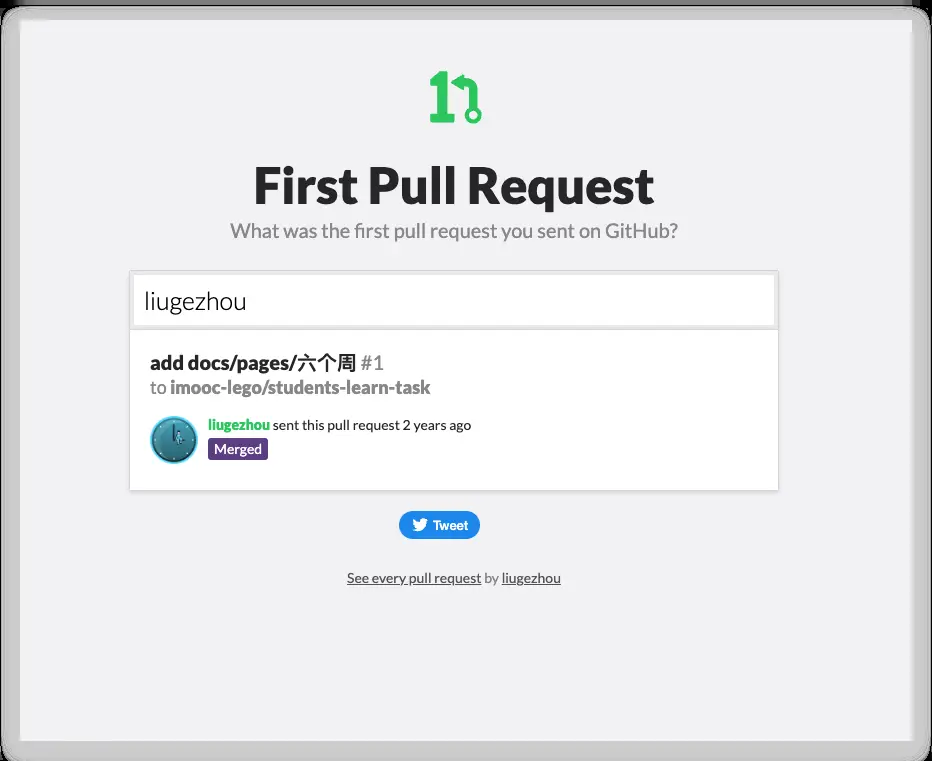 First Pull Request
What was the first pull request you sent on GitHub?
liugezhou
add docs/pages/六个周 #1
to imooc-lego/students-learn-task
liugezhou sent this pull request 2 years ago
Merged
Tweet
See every pull request by liugezhou